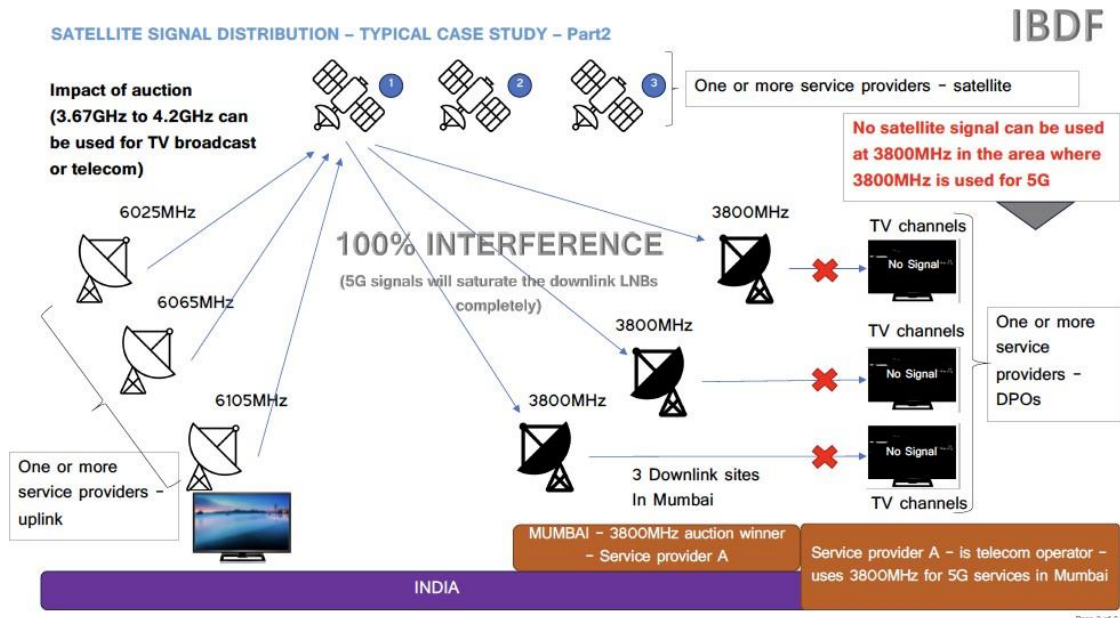 SATELLITE SIGNAL DISTRIBUTION – TYPICAL CASE STUDY – Part2
IBDF
Impact of auction
(3.67GHz to 4.2GHz can
be used for TV broadcast
or telecom)
1
2
3
One or more service providers – satellite
No satellite signal can be used
at 3800MHz in the area where
3800MHz is used for 5G
6025MHz
6065MHz
6105MHz
100% INTERFERENCE
(5G signals will saturate the downlink LNBs
completely)
3800MHz
3800MHz
3800MHz
TV channels
No Signal
TV channels
No Signal
No Signal
TV channels
One or more
service
providers –
DPOs
One or more
service providers –
uplink
3 Downlink sites
In Mumbai
MUMBAI – 3800MHz auction winner
– Service provider A
Service provider A – is telecom operator –
uses 3800MHz for 5G services in Mumbai
INDIA